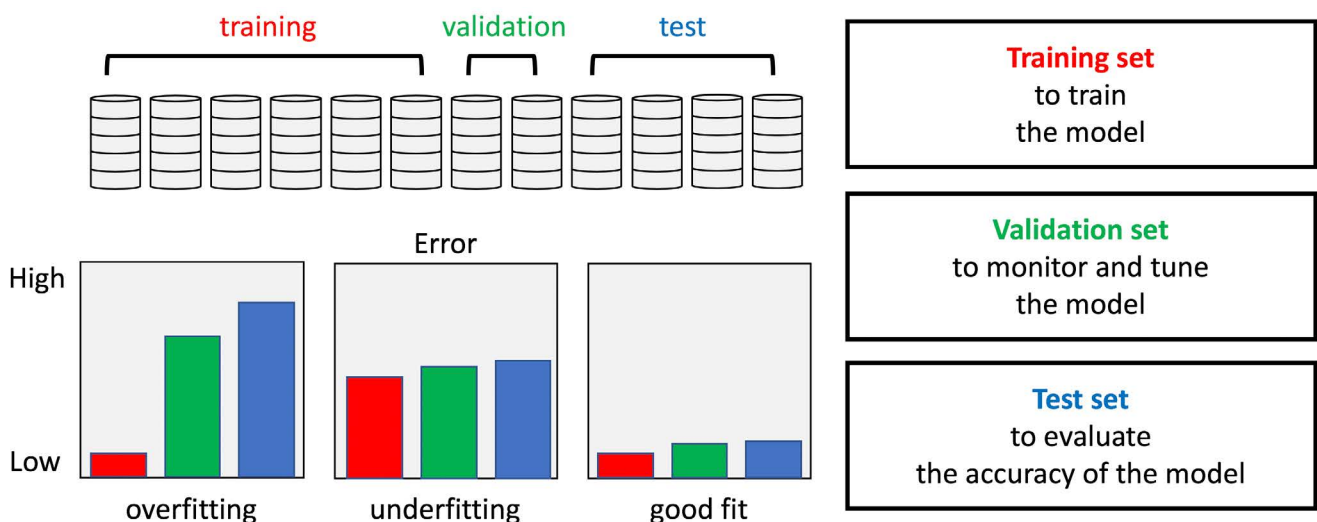 training
validation
test
Error
High
Low
overfitting
underfitting
good fit
Training set
to train
the model
Validation set
to monitor and tune
the model
Test set
to evaluate
the accuracy of the model